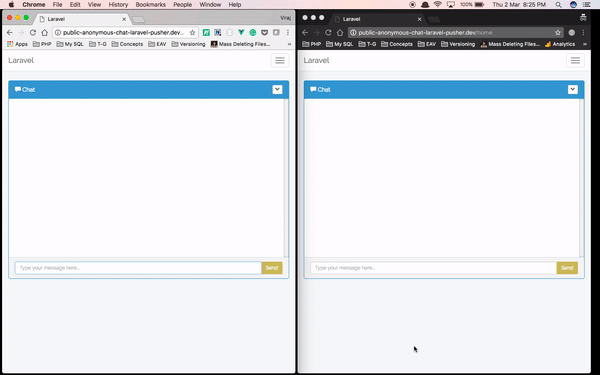 Chrome File Edit View History Bookmarks People Window Help 100% Thu 2 Mar 8:25 PM
Laravel Vraj
public-anonymous-chat-laravel-pusher.dev...
Apps PHP My SQL T-G Concepts EAV Versioning Mass Deleting Files...
Laravel
Chat
Type your message here...
Send
Laravel
public-anonymous-chat-laravel-pusher.dev/home
PHP My SQL T-G Concepts EAV Versioning Mass Deleting Files... Analytics
Laravel
Chat
Type your message here...
Send